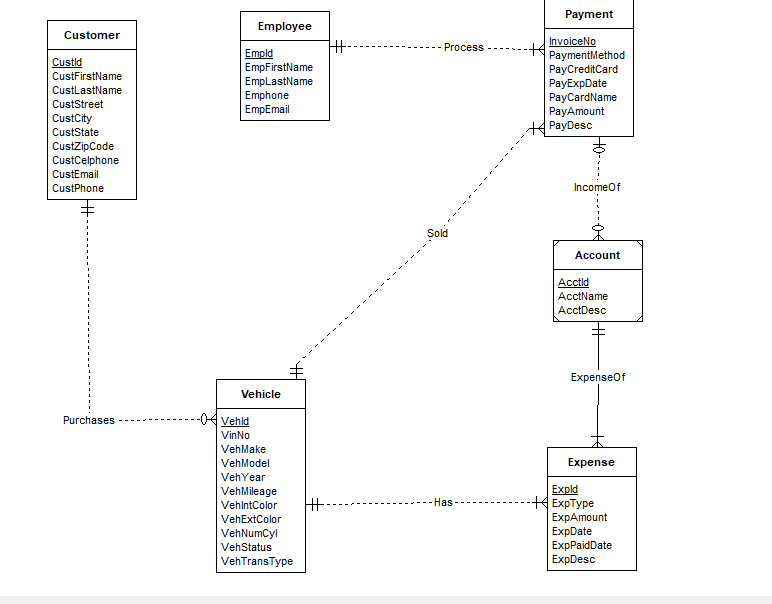 Customer
CustId
CustFirstName
CustLastName
CustStreet
CustCity
CustState
CustZipCode
CustCelphone
CustEmail
CustPhone
Employee
EmpId
EmpFirstName
EmpLastName
Emphone
EmpEmail
Process
Payment
InvoiceNo
PaymentMethod
PayCreditCard
PayExpDate
PayCardName
PayAmount
PayDesc
IncomeOf
Sold
Account
AcctId
AcctName
AcctDesc
ExpenseOf
Purchases
Vehicle
VehId
VinNo
VehMake
VehModel
VehYear
VehMileage
VehIntColor
VehExtColor
VehNumCyl
VehStatus
VehTransType
Has
Expense
ExpId
ExpType
ExpAmount
ExpDate
ExpPaidDate
ExpDesc